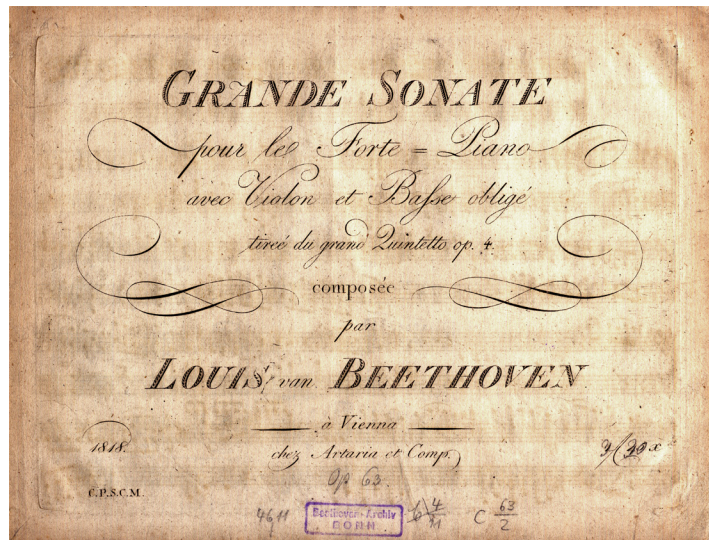 GRANDE SONATE
pour le Forte = Piano
avec Violon et Basse obligé
tireé du grand Quintetto op. 4.
composée
par
LOUIS van BEETHOVEN
à Vienna
1818. chez Artaria et Comp.
Op 63.
C.P.S.C.M.
4611
Beethoven-Archiv
BONN
C 63/2